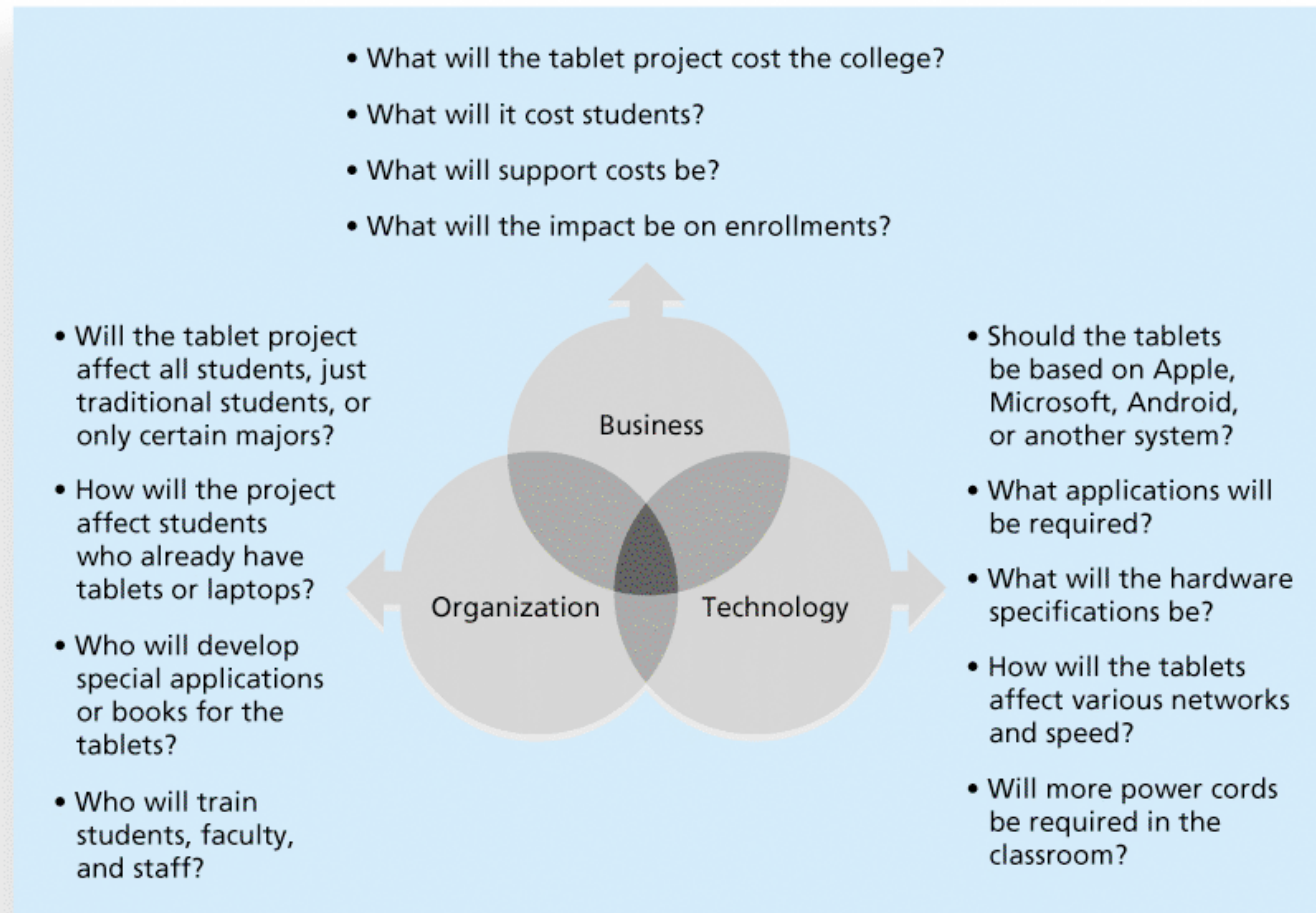 • What will the tablet project cost the college?
• What will it cost students?
• What will support costs be?
• What will the impact be on enrollments?
• Will the tablet project
affect all students, just
traditional students, or
only certain majors?
• How will the project
affect students
who already have
tablets or laptops?
• Who will develop
special applications
or books for the
tablets?
• Who will train
students, faculty,
and staff?
Business
Organization
Technology
• Should the tablets
be based on Apple,
Microsoft, Android,
or another system?
• What applications will
be required?
• What will the hardware
specifications be?
• How will the tablets
affect various networks
and speed?
• Will more power cords
be required in the
classroom?